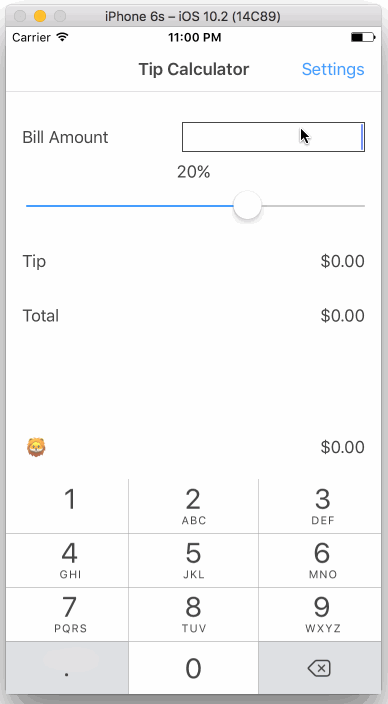 iPhone 6s – iOS 10.2 (14C89)
Carrier 11:00 PM
Tip Calculator Settings
Bill Amount
20%
Tip $0.00
Total $0.00
🦁 $0.00
1 2 3
ABC DEF
4 5 6
GHI JKL MNO
7 8 9
PQRS TUV WXYZ
. 0